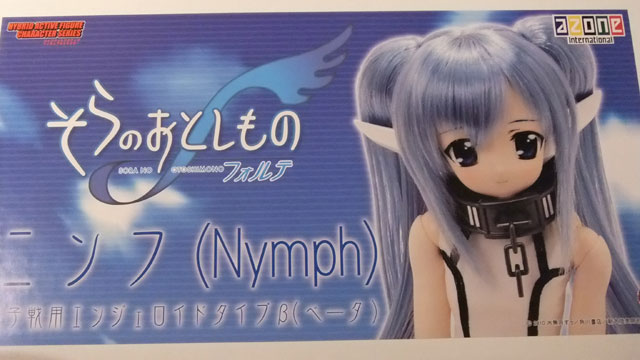 HYBRID ACTIVE FIGURE
CHARACTER SERIES
azone
International
そらのおとしもの
SORA NO OTOSHIMONO
フォルテ
ニンフ (Nymph)
子戦用エンジェロイドタイプβ(ベータ)